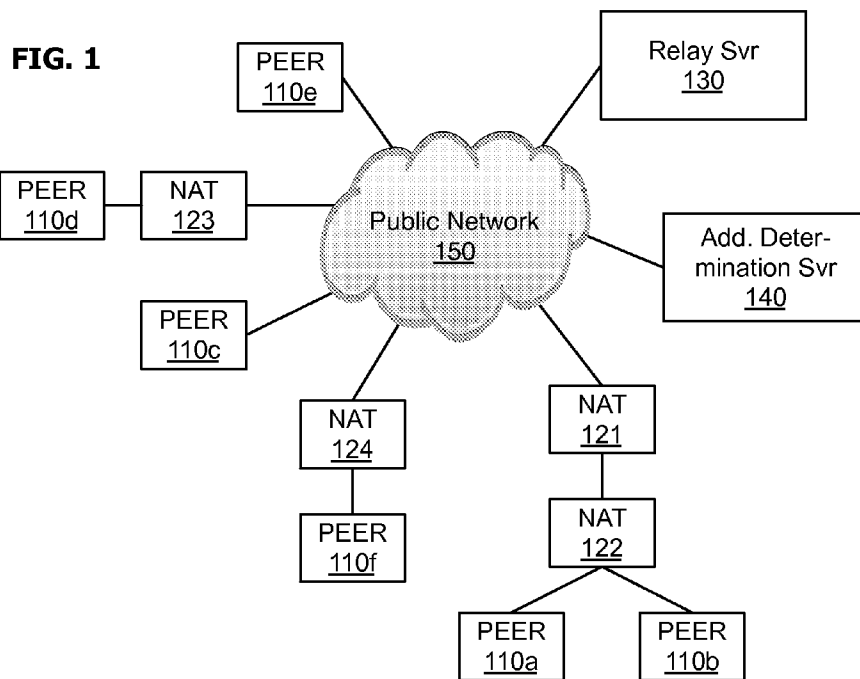 FIG. 1
PEER
110e
Relay Svr
130
PEER
110d
NAT
123
Public Network
150
Add. Deter-
mination Svr
140
PEER
110c
NAT
124
NAT
121
PEER
110f
NAT
122
PEER
110a
PEER
110b